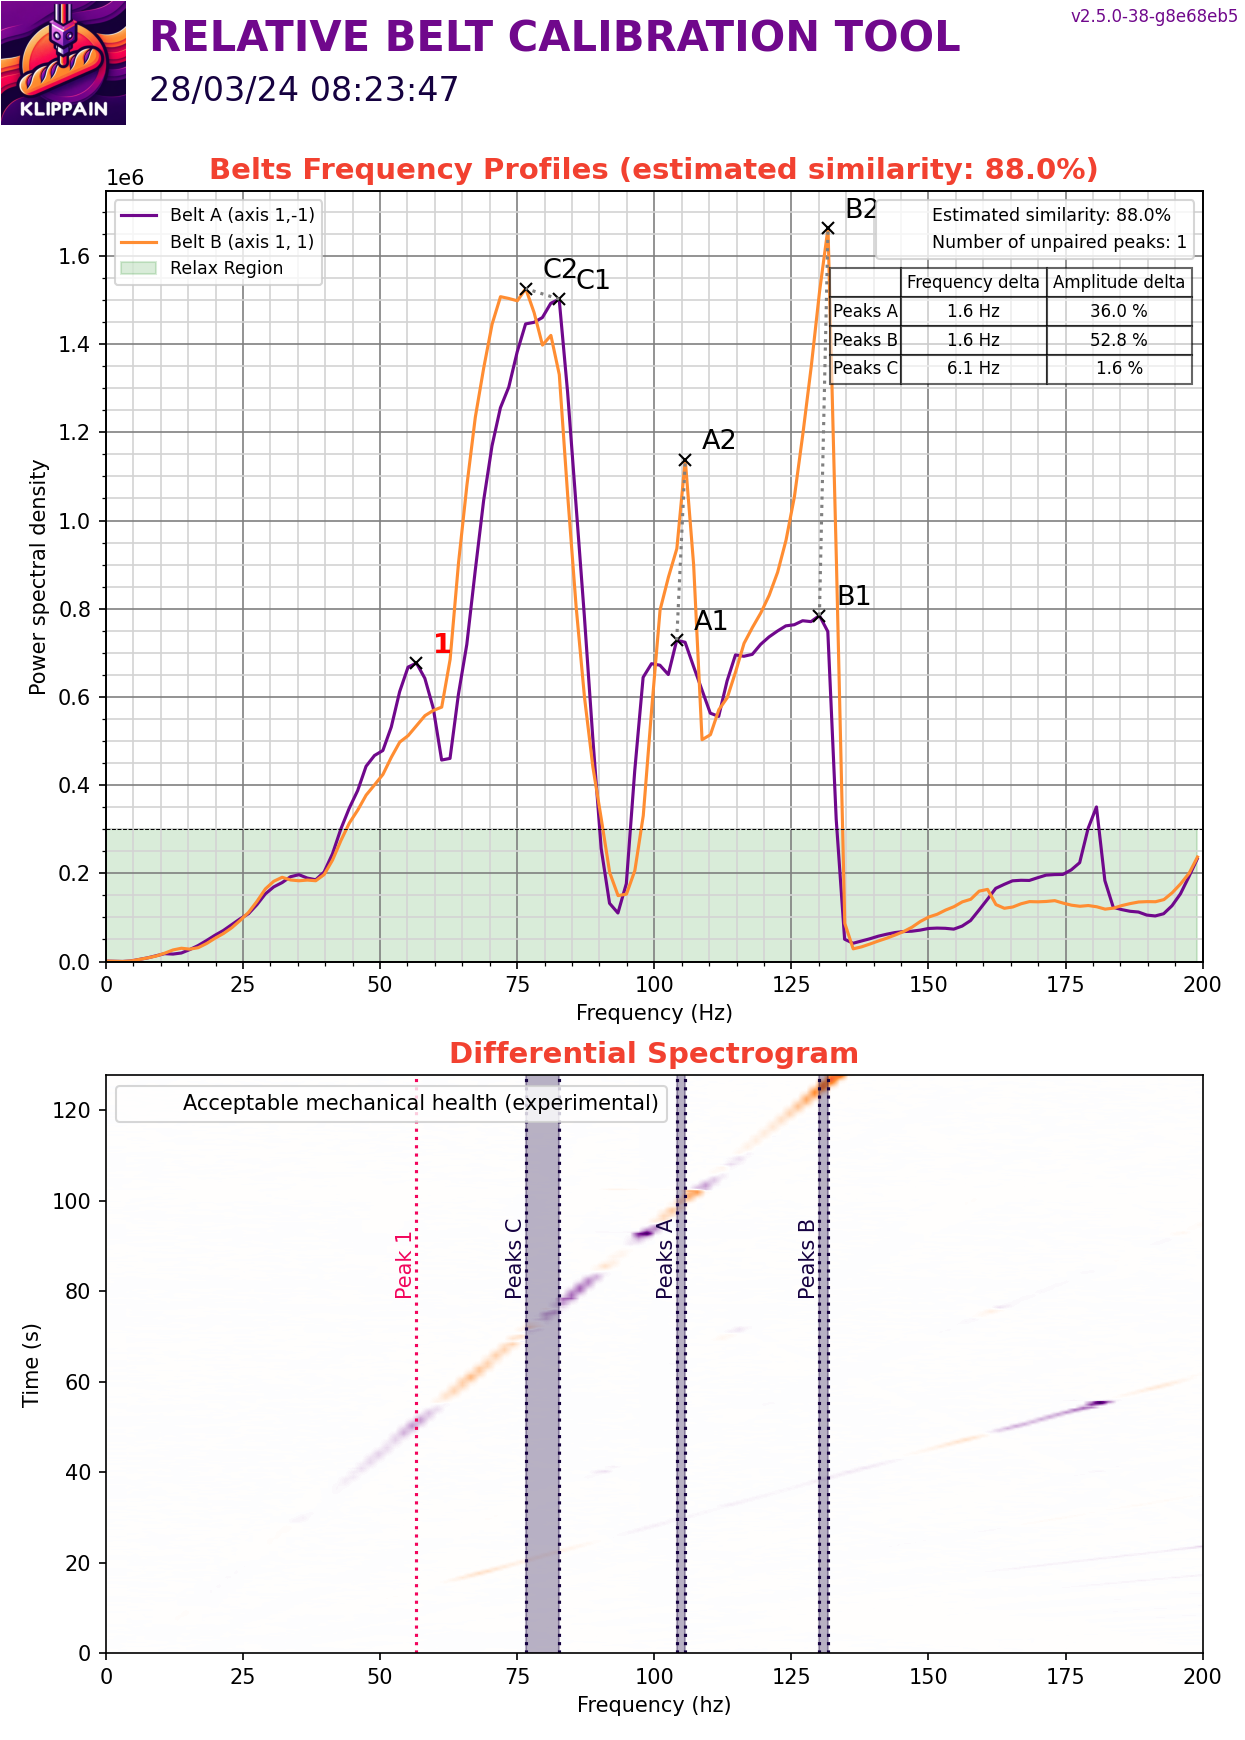 KLIPPAIN
RELATIVE BELT CALIBRATION TOOL
v2.5.0-38-g8e68eb5
28/03/24 08:23:47
Belts Frequency Profiles (estimated similarity: 88.0%)
1e6
Belt A (axis 1,-1)
Belt B (axis 1, 1)
Relax Region
Estimated similarity: 88.0%
Number of unpaired peaks: 1
Frequency delta Amplitude delta
Peaks A 1.6 Hz 36.0 %
Peaks B 1.6 Hz 52.8 %
Peaks C 6.1 Hz 1.6 %
B2
C2
C1
A2
B1
A1
1
Power spectral density
1.6
1.4
1.2
1.0
0.8
0.6
0.4
0.2
0.0
0 25 50 75 100 125 150 175 200
Frequency (Hz)
Differential Spectrogram
Acceptable mechanical health (experimental)
Peak 1
Peaks C
Peaks A
Peaks B
Time (s)
120
100
80
60
40
20
0
0 25 50 75 100 125 150 175 200
Frequency (hz)